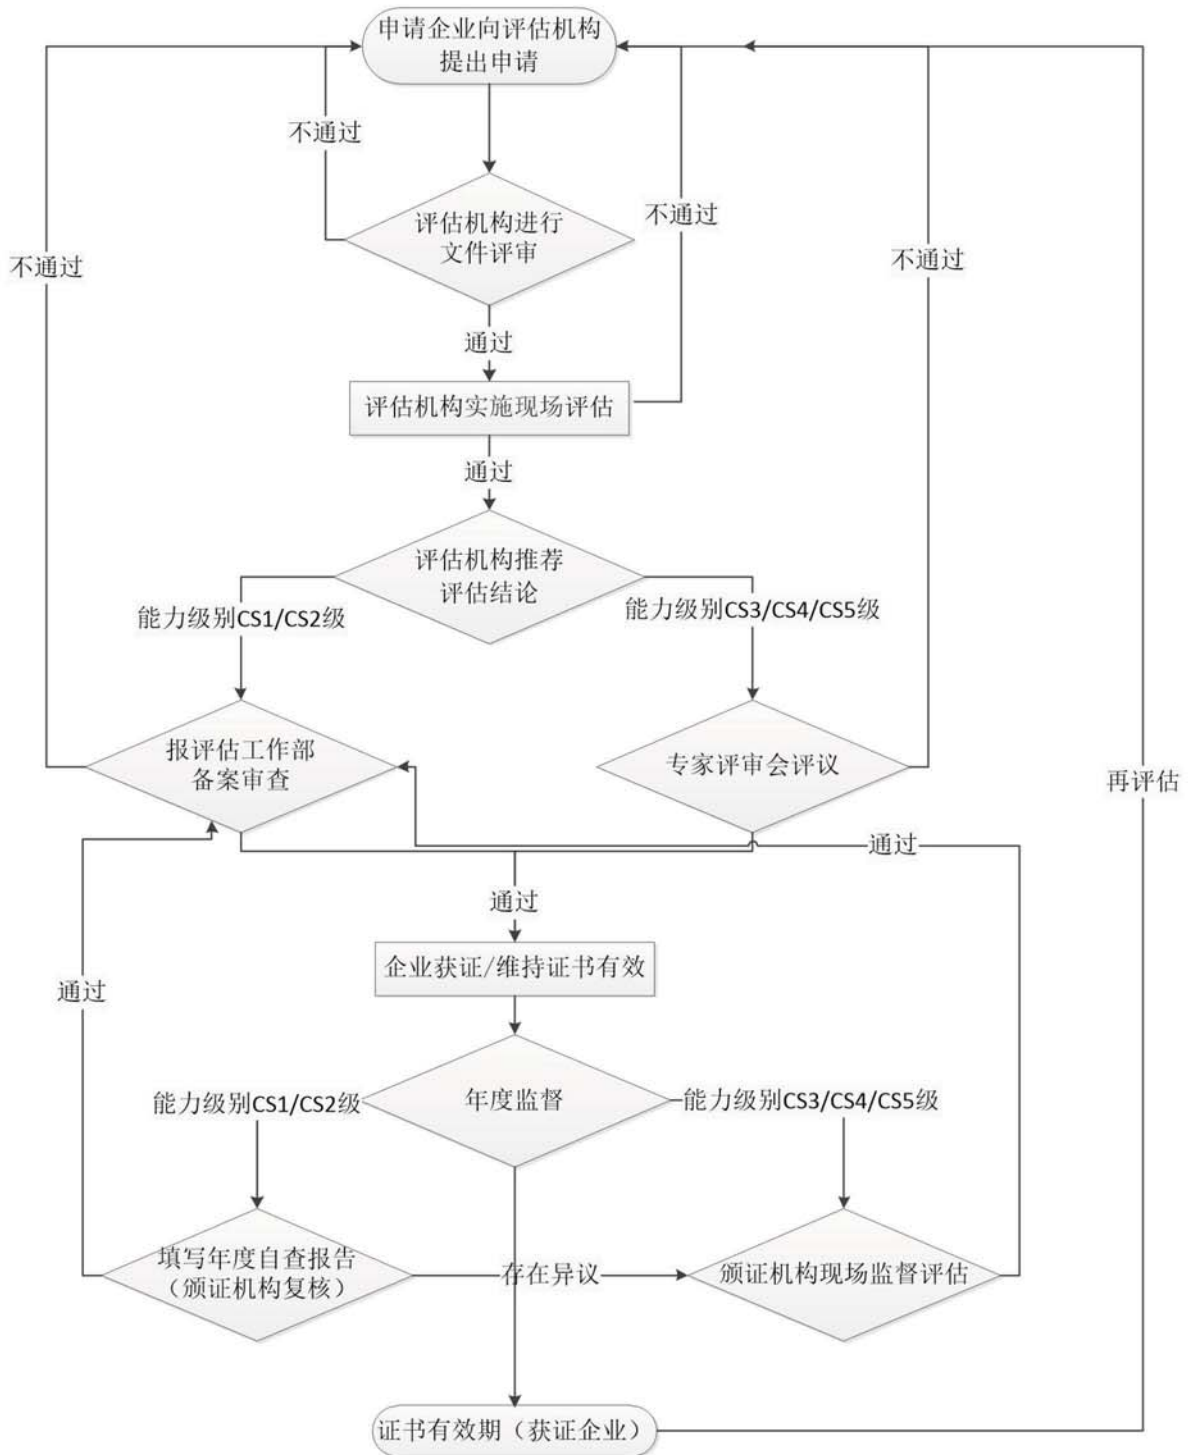 申请企业向评估机构
提出申请
不通过
评估机构进行
文件评审
不通过
不通过
不通过
通过
评估机构实施现场评估
通过
评估机构推荐
评估结论
能力级别CS1/CS2级
能力级别CS3/CS4/CS5级
报评估工作部
备案审查
专家评审会评议
再评估
通过
通过
企业获证/维持证书有效
通过
年度监督
能力级别CS1/CS2级
能力级别CS3/CS4/CS5级
填写年度自查报告
（颁证机构复核）
存在异议
颁证机构现场监督评估
证书有效期（获证企业）